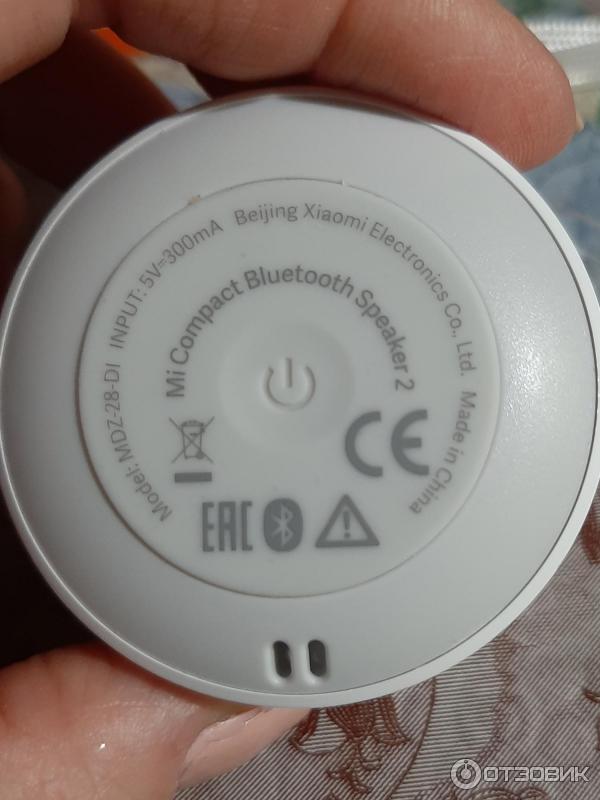 Model: MDZ-28-DI INPUT: 5V=300mA Beijing Xiaomi Electronics Co., Ltd. Made in China
Mi Compact Bluetooth Speaker 2
CE
EAC
ОТЗОВИК